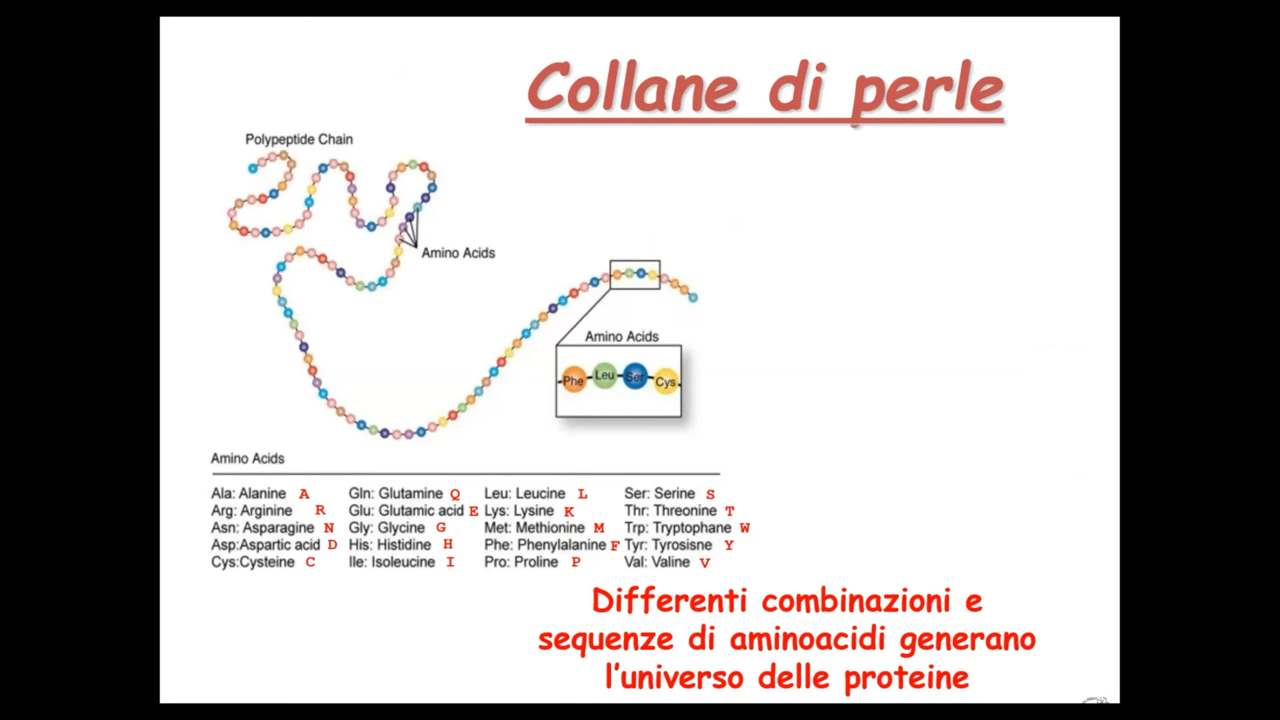 Collane di perle
Polypeptide Chain
Amino Acids
Amino Acids
Phe Leu Ser Cys
Amino Acids
Ala: Alanine A Gln: Glutamine Q Leu: Leucine L Ser: Serine S
Arg: Arginine R Glu: Glutamic acid E Lys: Lysine K Thr: Threonine T
Asn: Asparagine N Gly: Glycine G Met: Methionine M Trp: Tryptophane W
Asp:Aspartic acid D His: Histidine H Phe: Phenylalanine F Tyr: Tyrosisne Y
Cys:Cysteine C Ile: Isoleucine I Pro: Proline P Val: Valine V
Differenti combinazioni e
sequenze di aminoacidi generano
l'universo delle proteine